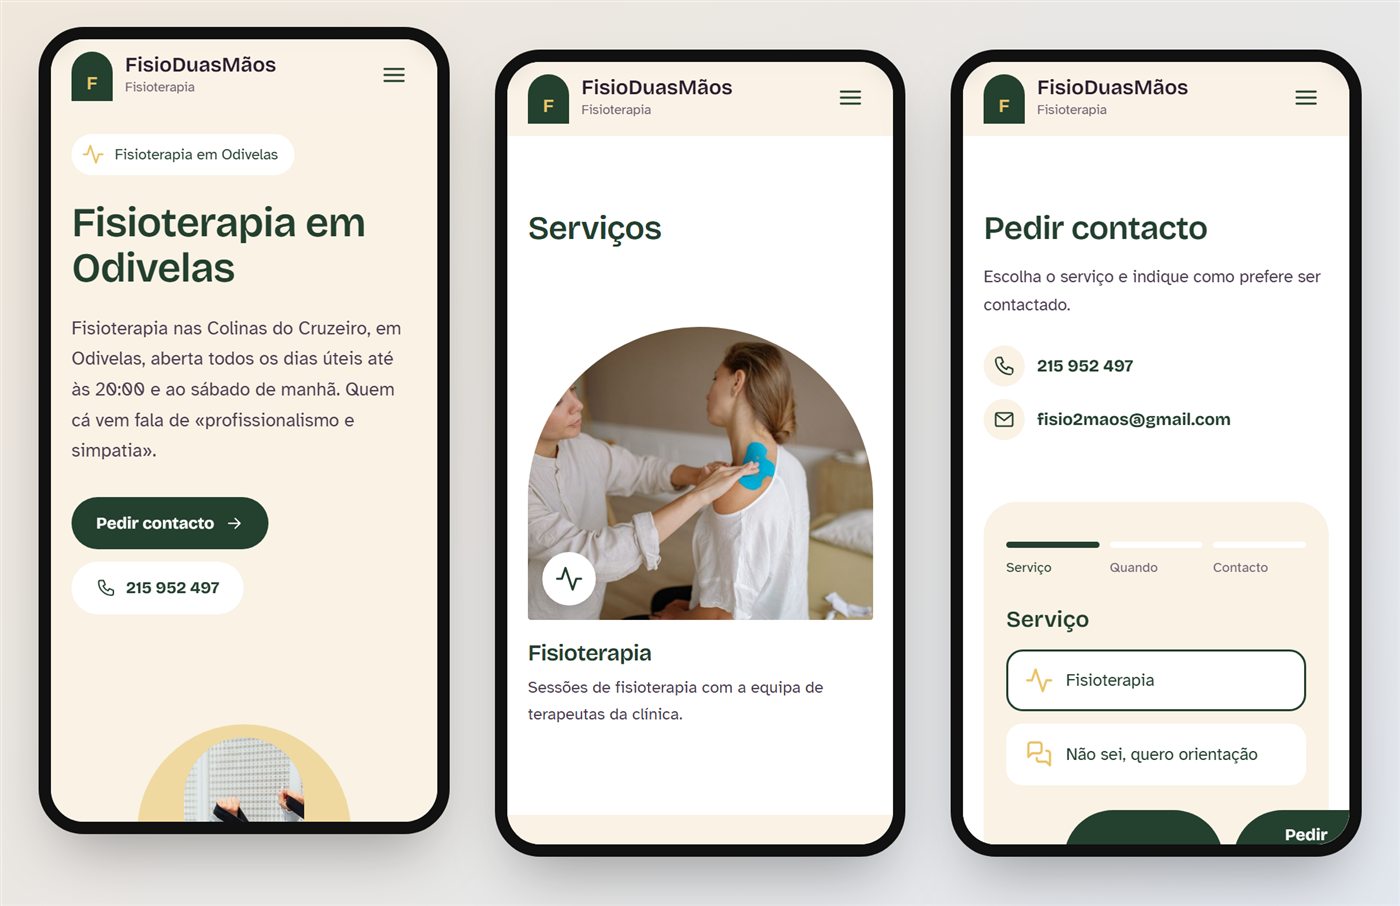 F
FisioDuasMãos
Fisioterapia
Fisioterapia em Odivelas
Fisioterapia em
Odivelas
Fisioterapia nas Colinas do Cruzeiro, em
Odivelas, aberta todos os dias úteis até
às 20:00 e ao sábado de manhã. Quem
cá vem fala de «profissionalismo e
simpatia».
Pedir contacto
215 952 497
F
FisioDuasMãos
Fisioterapia
Serviços
Fisioterapia
Sessões de fisioterapia com a equipa de
terapeutas da clínica.
F
FisioDuasMãos
Fisioterapia
Pedir contacto
Escolha o serviço e indique como prefere ser
contactado.
215 952 497
fisio2maos@gmail.com
Serviço Quando Contacto
Serviço
Fisioterapia
Não sei, quero orientação
Pedir